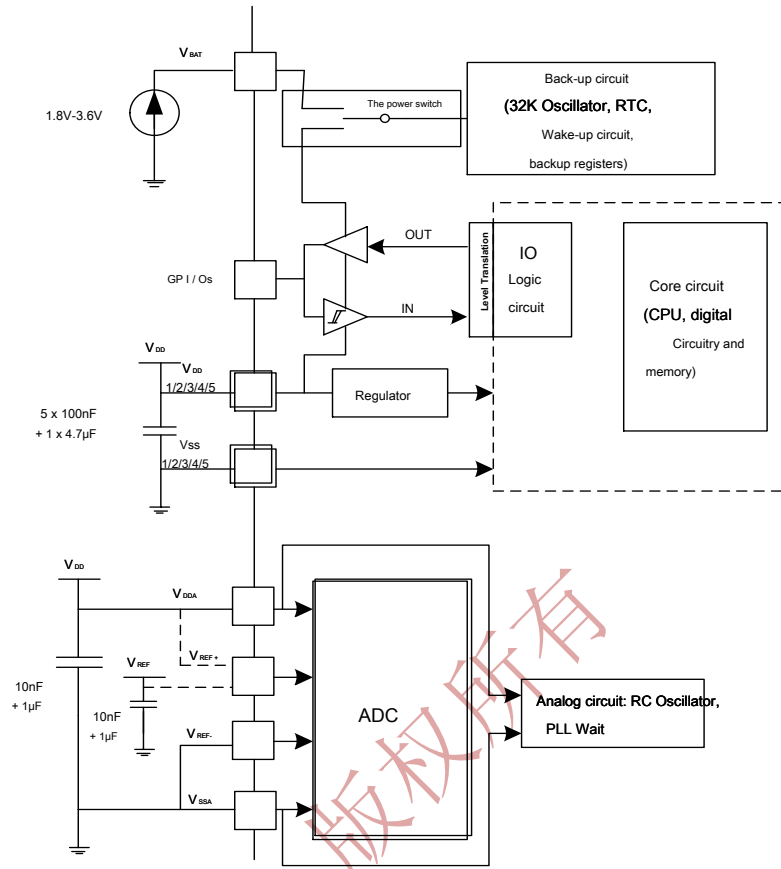 VBAT
1.8V-3.6V
The power switch
Back-up circuit
(32K Oscillator, RTC,
Wake-up circuit,
backup registers)
GP I / Os
OUT
IN
Level Translation
IO
Logic
circuit
Core circuit
(CPU, digital
Circuitry and
memory)
VDD
VDD
1/2/3/4/5
Regulator
5 x 100nF
+ 1 x 4.7µF
Vss
1/2/3/4/5
VDD
VDDA
VREF
VREF+
10nF
+ 1µF
10nF
+ 1µF
VREF-
VSSA
ADC
Analog circuit: RC Oscillator,
PLL Wait
版权所有